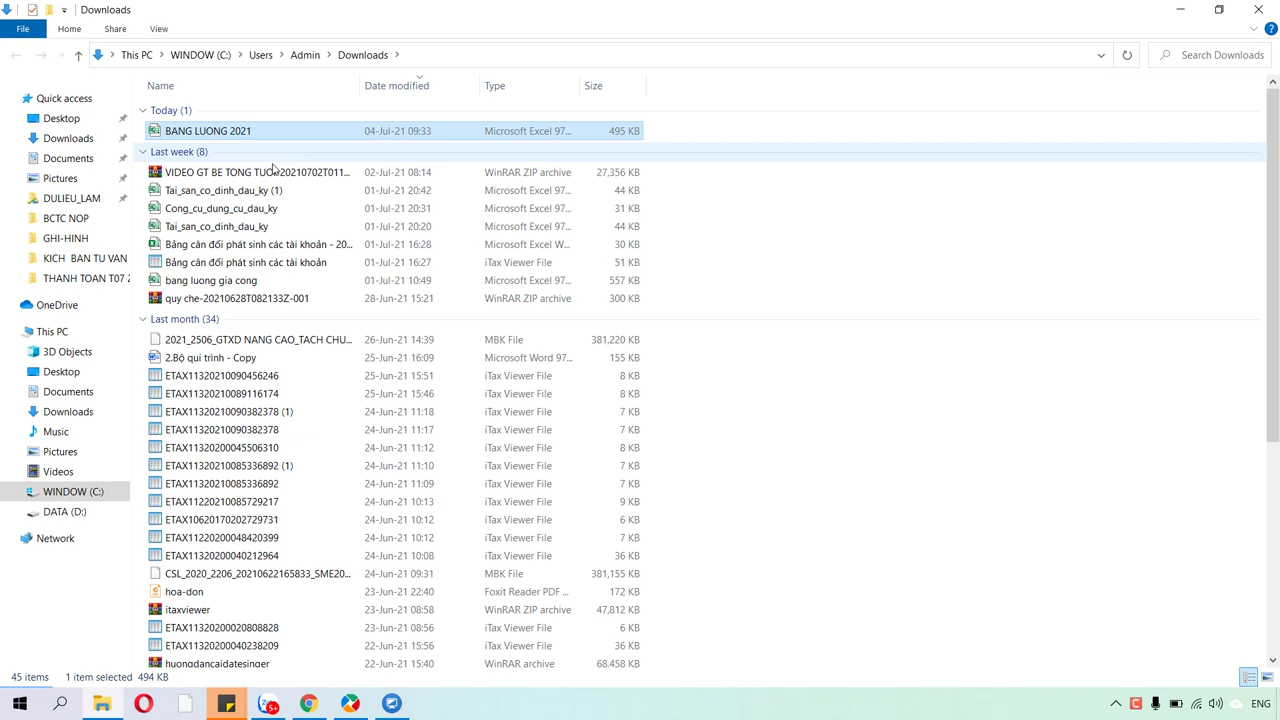 Downloads
File
Home
Share
View
This PC
WINDOW (C:)
Users
Admin
Downloads
Search Downloads
Name
Date modified
Type
Size
Quick access
Desktop
Downloads
Documents
Pictures
DULIEU_LAM
BCTC NOP
GHI-HINH
KICH BAN TU VAN
THANH TOAN T07 2
OneDrive
This PC
3D Objects
Desktop
Documents
Downloads
Music
Pictures
Videos
WINDOW (C:)
DATA (D:)
Network
Today (1)
BANG LUONG 2021 04-Jul-21 09:33 Microsoft Excel 97... 495 KB
Last week (8)
VIDEO GT BE TONG TUOI-20210702T011... 02-Jul-21 08:14 WinRAR ZIP archive 27,356 KB
Tai_san_co_dinh_dau_ky (1) 01-Jul-21 20:42 Microsoft Excel 97... 44 KB
Cong_cu_dung_cu_dau_ky 01-Jul-21 20:31 Microsoft Excel 97... 31 KB
Tai_san_co_dinh_dau_ky 01-Jul-21 20:20 Microsoft Excel 97... 44 KB
Bảng cân đối phát sinh các tài khoản - 20... 01-Jul-21 16:28 Microsoft Excel W... 30 KB
Bảng cân đối phát sinh các tài khoản 01-Jul-21 16:27 iTax Viewer File 51 KB
bang luong gia cong 01-Jul-21 10:49 Microsoft Excel 97... 557 KB
quy che-20210628T082133Z-001 28-Jun-21 15:21 WinRAR ZIP archive 300 KB
Last month (34)
2021_2506_GTXD NANG CAO_TACH CHU... 26-Jun-21 14:39 MBK File 381,220 KB
2.Bộ qui trình - Copy 25-Jun-21 16:09 Microsoft Word 97... 155 KB
ETAX11320210090456246 25-Jun-21 15:51 iTax Viewer File 8 KB
ETAX11320210089116174 25-Jun-21 15:46 iTax Viewer File 8 KB
ETAX11320210090382378 (1) 24-Jun-21 11:18 iTax Viewer File 7 KB
ETAX11320210090382378 24-Jun-21 11:17 iTax Viewer File 7 KB
ETAX11320200045506310 24-Jun-21 11:12 iTax Viewer File 8 KB
ETAX11320210085336892 (1) 24-Jun-21 11:10 iTax Viewer File 7 KB
ETAX11320210085336892 24-Jun-21 11:09 iTax Viewer File 7 KB
ETAX11220210085729217 24-Jun-21 10:13 iTax Viewer File 9 KB
ETAX10620170202729731 24-Jun-21 10:12 iTax Viewer File 6 KB
ETAX11320200048420399 24-Jun-21 10:12 iTax Viewer File 7 KB
ETAX11320200040212964 24-Jun-21 10:08 iTax Viewer File 36 KB
CSL_2020_2206_20210622165833_SME20... 24-Jun-21 09:31 MBK File 381,155 KB
hoa-don 23-Jun-21 22:40 Foxit Reader PDF ... 172 KB
itaxviewer 23-Jun-21 08:58 WinRAR ZIP archive 47,812 KB
ETAX11320200020808828 23-Jun-21 08:56 iTax Viewer File 6 KB
ETAX11320200040238209 22-Jun-21 15:56 iTax Viewer File 36 KB
huongdancaidatesinger 22-Jun-21 15:40 WinRAR archive 68,458 KB
45 items
1 item selected 494 KB
5+
ENG